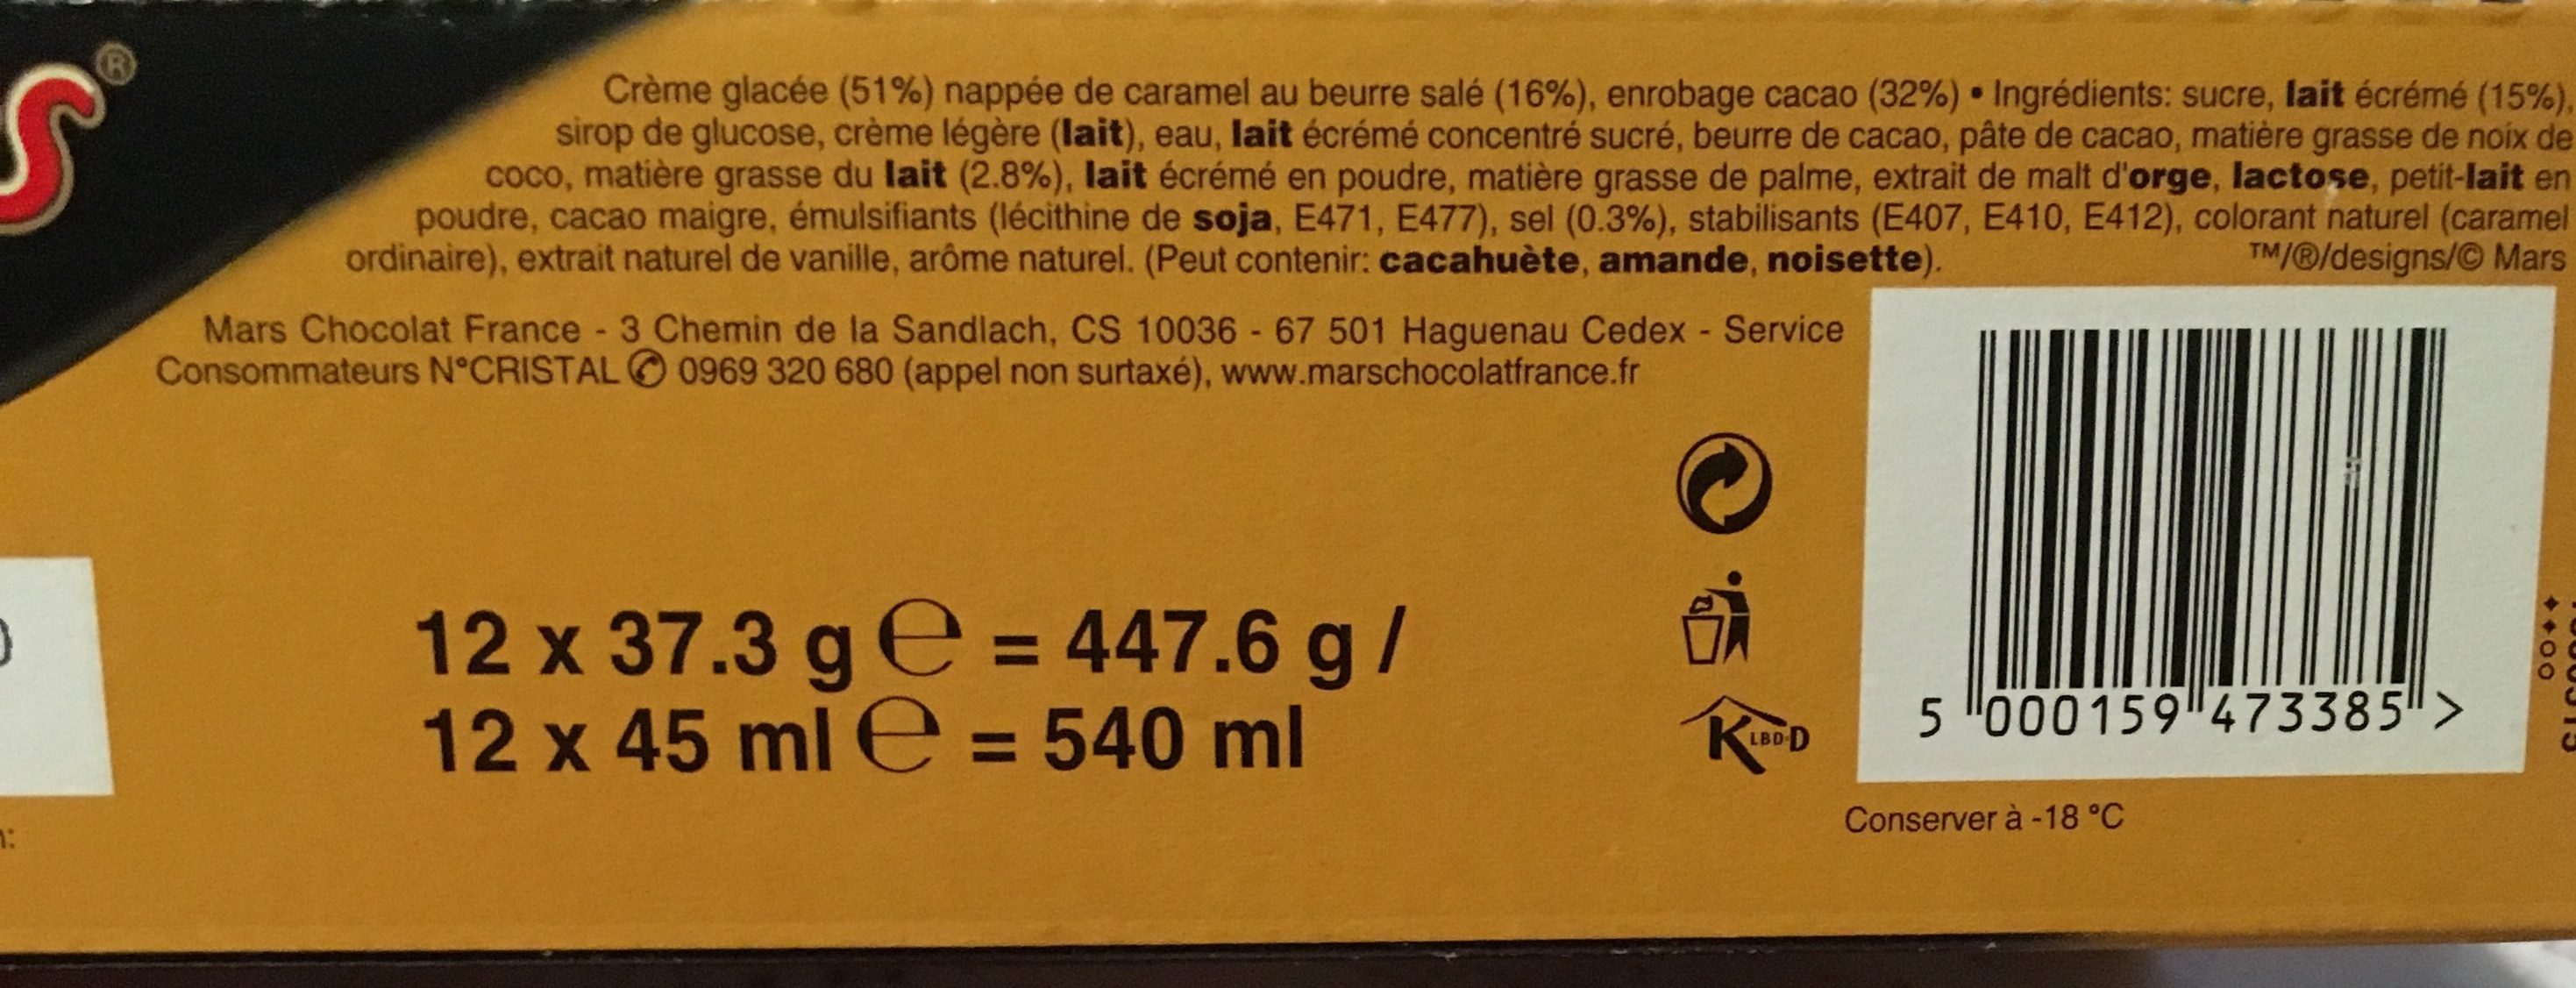 S®
Crème glacée (51%) nappée de caramel au beurre salé (16%), enrobage cacao (32%) • Ingrédients: sucre, lait écrémé (15%),
sirop de glucose, crème légère (lait), eau, lait écrémé concentré sucré, beurre de cacao, pâte de cacao, matière grasse de noix de
coco, matière grasse du lait (2.8%), lait écrémé en poudre, matière grasse de palme, extrait de malt d'orge, lactose, petit-lait en
poudre, cacao maigre, émulsifiants (lécithine de soja, E471, E477), sel (0.3%), stabilisants (E407, E410, E412), colorant naturel (caramel
ordinaire), extrait naturel de vanille, arôme naturel. (Peut contenir: cacahuète, amande, noisette).
™/®/designs/© Mars
Mars Chocolat France - 3 Chemin de la Sandlach, CS 10036 - 67 501 Haguenau Cedex - Service
Consommateurs N°CRISTAL ✆ 0969 320 680 (appel non surtaxé), www.marschocolatfrance.fr
12 x 37.3 g ℮ = 447.6 g /
12 x 45 ml ℮ = 540 ml
K LBD-D
5 000159 473385 >
Conserver à -18 °C